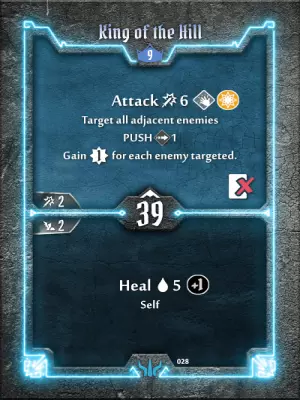 King of the Hill
9
Attack 6
Target all adjacent enemies
PUSH 1
Gain 1 for each enemy targeted.
2
39
2
Heal 5 +1
Self
028